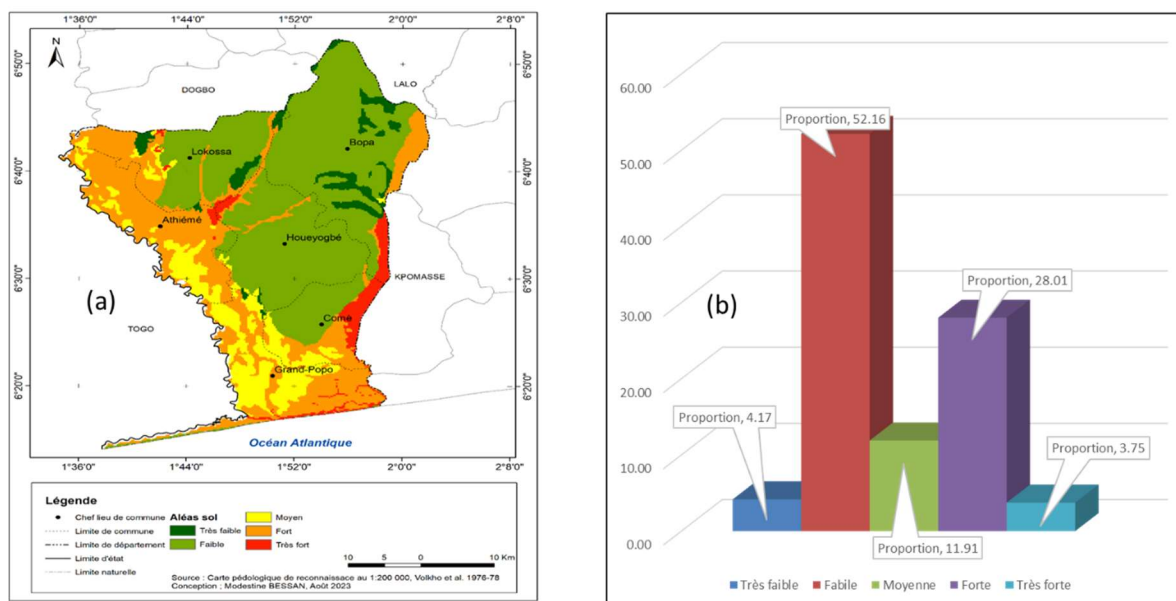 1°36'0" 1°44'0" 1°52'0" 2°0'0" 2°8'0"
6°50'0" 6°50'0"
6°40'0" 6°40'0"
6°30'0" 6°30'0"
6°20'0" 6°20'0"
N
DOGBO
LALO
Lokossa
Bopa
Athiémé
Houeyogbé
KPOMASSE
(a)
TOGO
Comé
Grand-Popo
Océan Atlantique
1°36'0" 1°44'0" 1°52'0" 2°0'0" 2°8'0"
Légende
Chef lieu de commune
Limite de commune
Limite de département
Limite d'état
Limite naturelle
Aléas sol
Très faible
Faible
Moyen
Fort
Très fort
10 5 0 10 Km
Source : Carte pédologique de reconnaissace au 1:200 000, Volkho et al. 1976-78
Conception ; Modestine BESSAN, Août 2023
(b)
60.00
50.00
40.00
30.00
20.00
10.00
0.00
Proportion, 4.17
Proportion, 52.16
Proportion, 11.91
Proportion, 28.01
Proportion, 3.75
Très faible Fabile Moyenne Forte Très forte